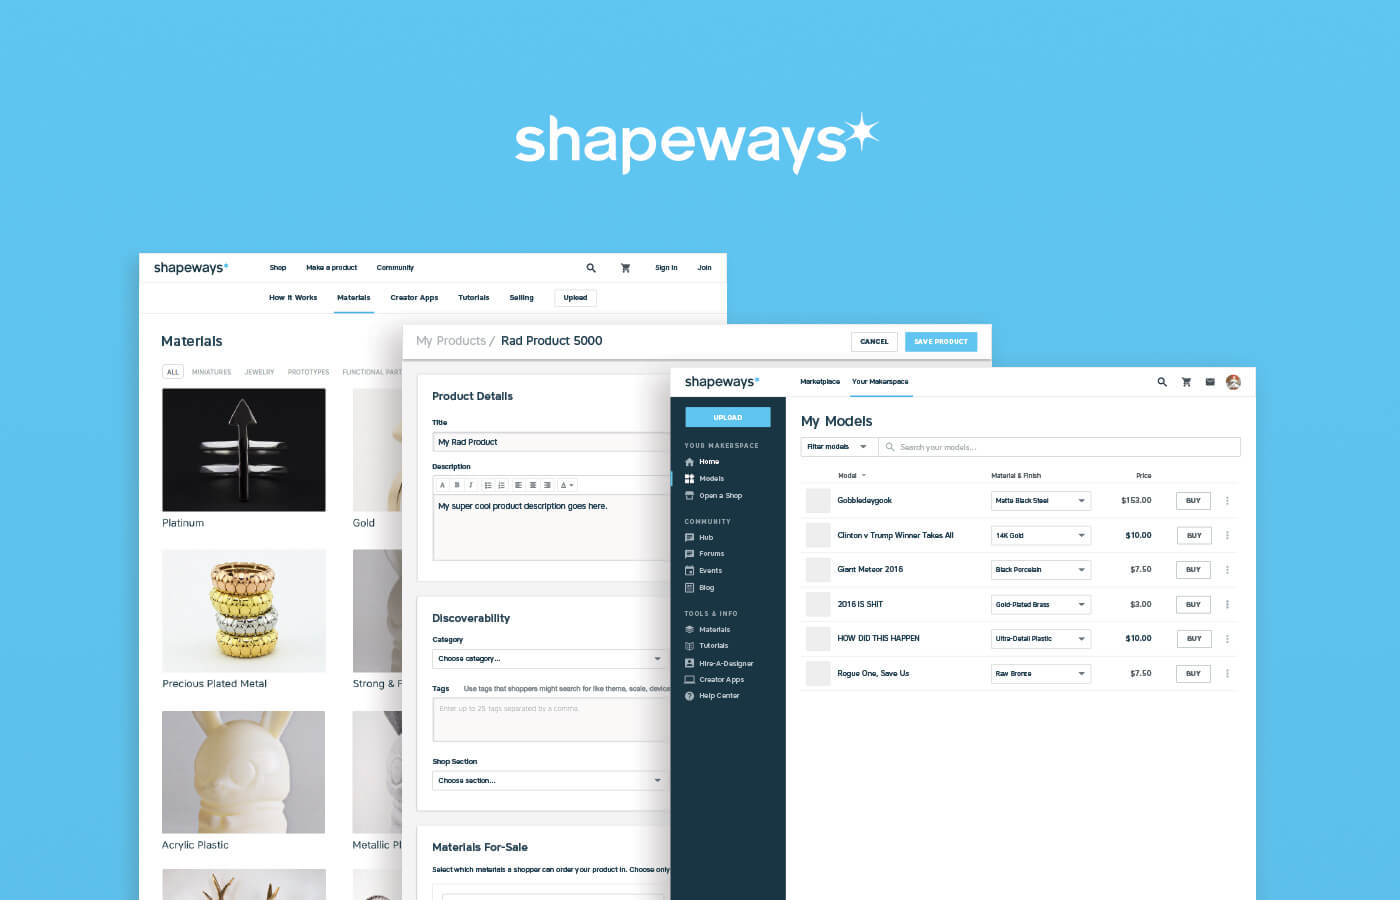 shapeways
shapeways
Shop Make a product Community Sign In Join
How It Works Materials Creator Apps Tutorials Selling Upload
Materials
ALL MINIATURES JEWELRY PROTOTYPES FUNCTIONAL PART
Platinum
Gold
Precious Plated Metal
Strong & F
Acrylic Plastic
Metallic Pl
My Products / Rad Product 5000
CANCEL SAVE PRODUCT
Product Details
Title
My Rad Product
Description
A B I A
My super cool product description goes here.
Discoverability
Category
Choose category...
Tags Use tags that shoppers might search for like theme, scale, device
Enter up to 25 tags separated by a comma.
Shop Section
Choose section...
Materials For-Sale
Select which materials a shopper can order your product in. Choose only
shapeways
Marketplace Your Makerspace
UPLOAD
YOUR MAKERSPACE
Home
Models
Open a Shop
COMMUNITY
Hub
Forums
Events
Blog
TOOLS & INFO
Materials
Tutorials
Hire-A-Designer
Creator Apps
Help Center
My Models
Filter models Search your models...
Model Material & Finish Price
Gobbledeygook Matte Black Steel $153.00 BUY
Clinton v Trump Winner Takes All 14K Gold $10.00 BUY
Giant Meteor 2016 Black Porcelain $7.50 BUY
2016 IS SHIT Gold-Plated Brass $3.00 BUY
HOW DID THIS HAPPEN Ultra-Detail Plastic $10.00 BUY
Rogue One, Save Us Raw Bronze $7.50 BUY